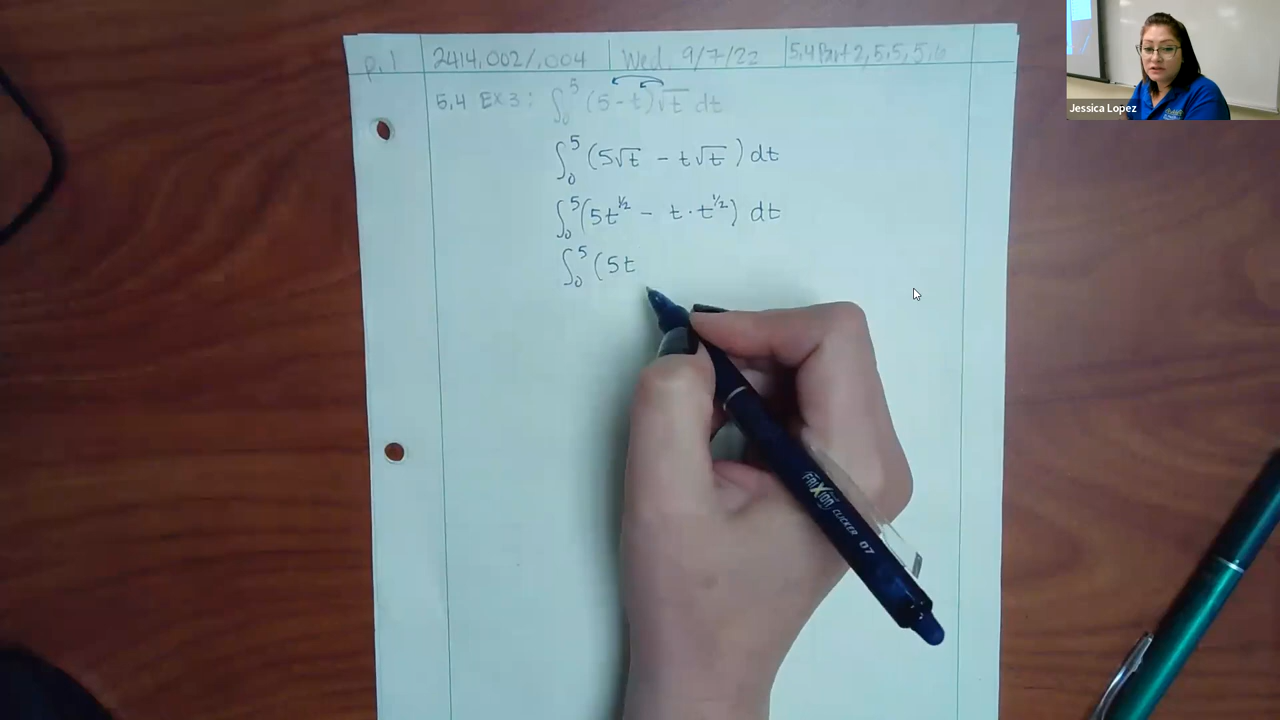 p.1 2414.002/.004 Wed. 9/7/22 5.4 Part 2, 5.5, 5.6
5.4 EX 3: ∫₀⁵ (5 - t)√t dt
∫₀⁵ (5√t - t√t) dt
∫₀⁵ (5t^½ - t · t^½) dt
∫₀⁵ (5t
Jessica Lopez
FRIXION CLICKER 07